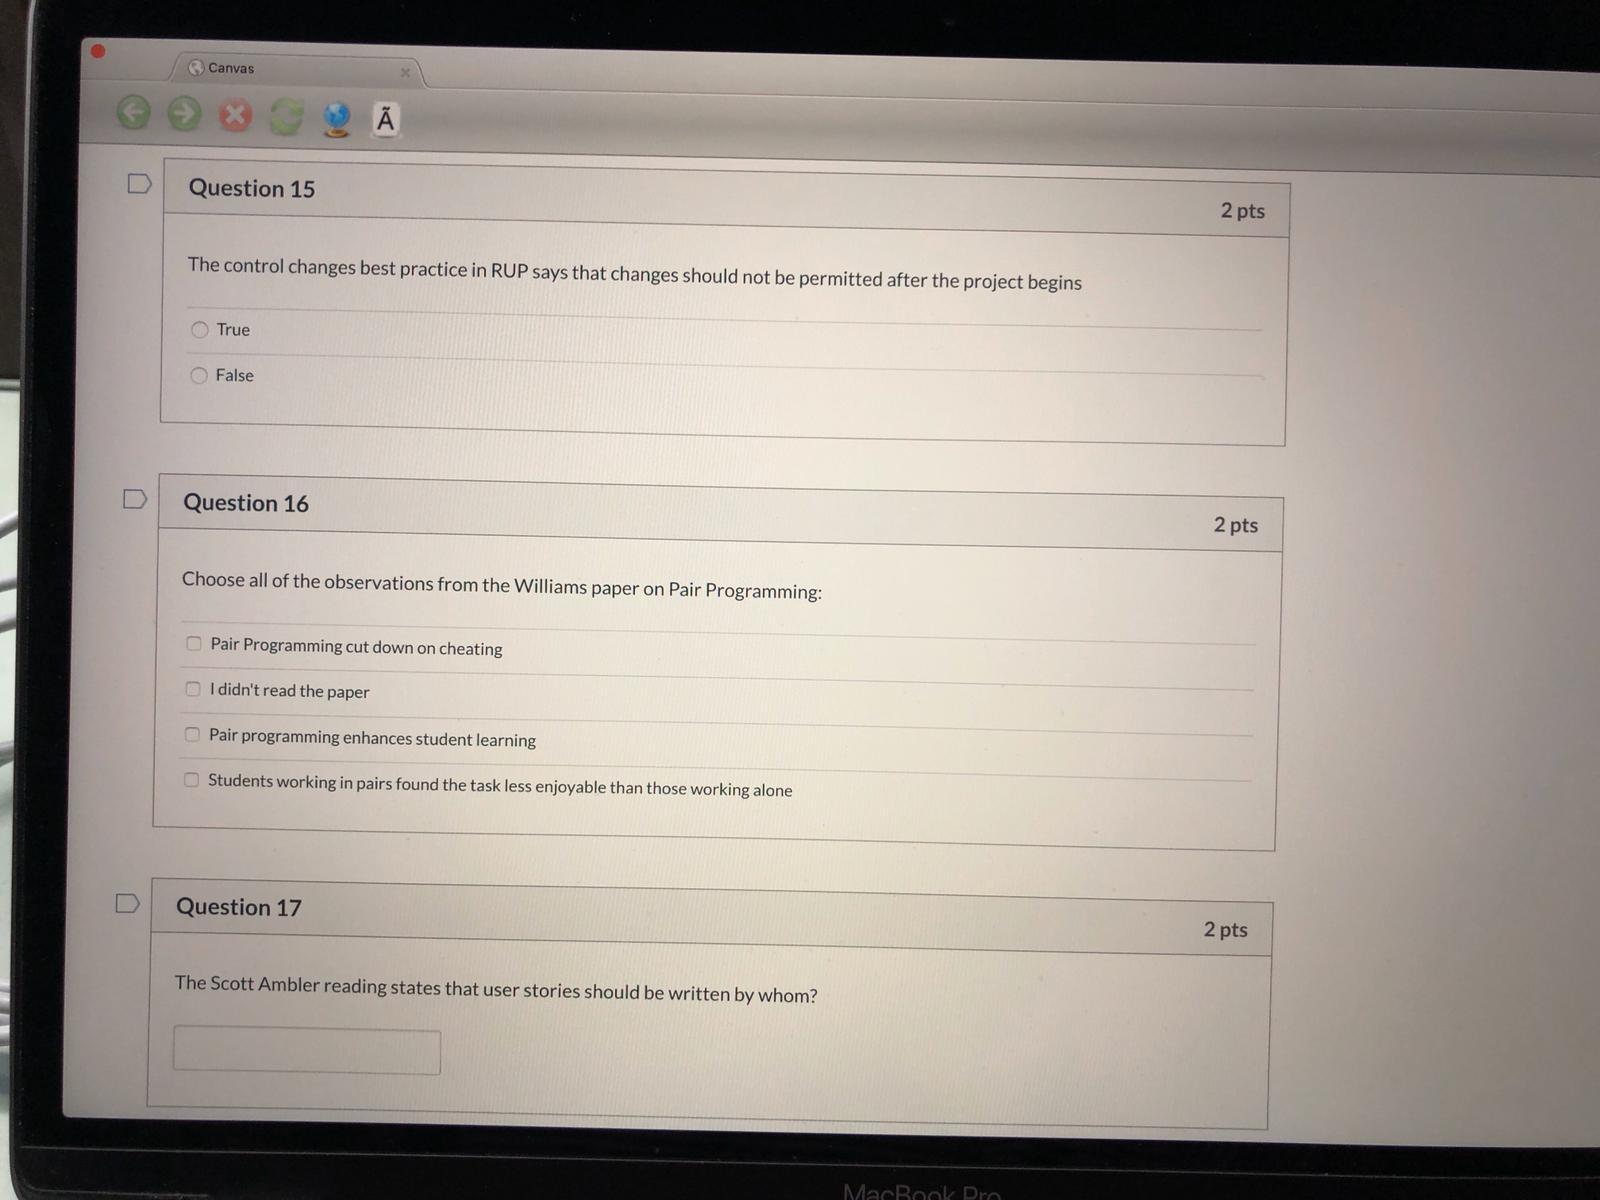 Canvas
Ã
Question 15
2 pts
The control changes best practice in RUP says that changes should not be permitted after the project begins
True
False
Question 16
2 pts
Choose all of the observations from the Williams paper on Pair Programming:
Pair Programming cut down on cheating
I didn't read the paper
Pair programming enhances student learning
Students working in pairs found the task less enjoyable than those working alone
Question 17
2 pts
The Scott Ambler reading states that user stories should be written by whom?
MacBook Pro